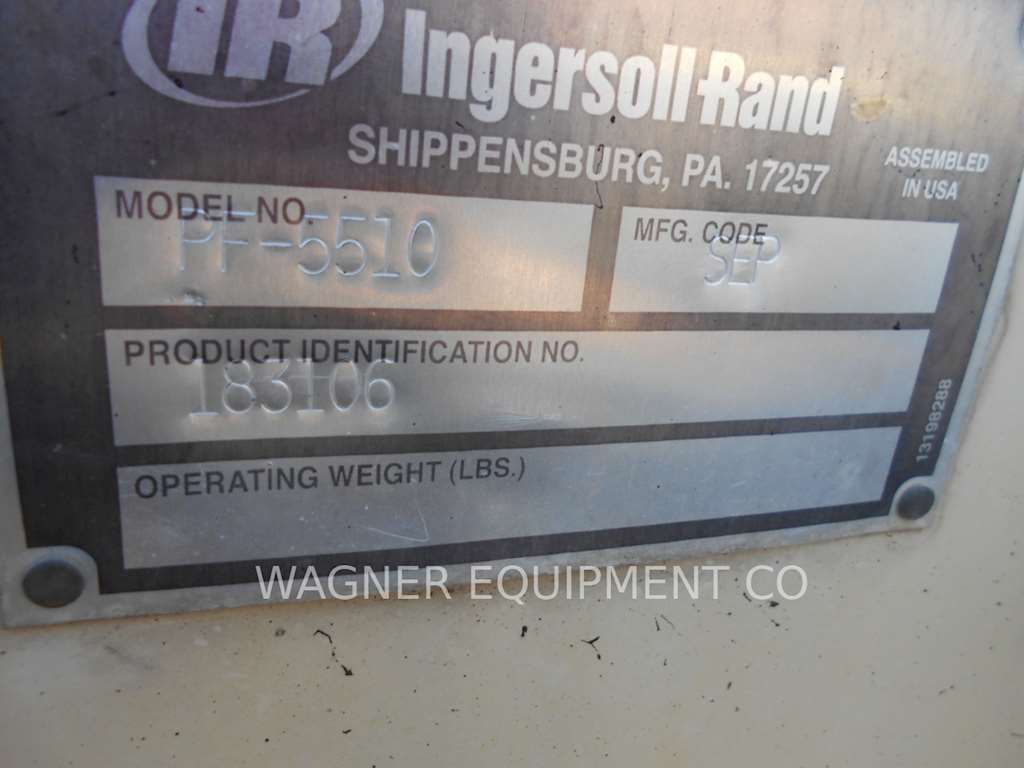 IR Ingersoll-Rand
SHIPPENSBURG, PA. 17257
ASSEMBLED
IN USA
MODEL NO.
PF-5510
MFG. CODE
SEP
PRODUCT IDENTIFICATION NO.
183106
OPERATING WEIGHT (LBS.)
13198288
WAGNER EQUIPMENT CO